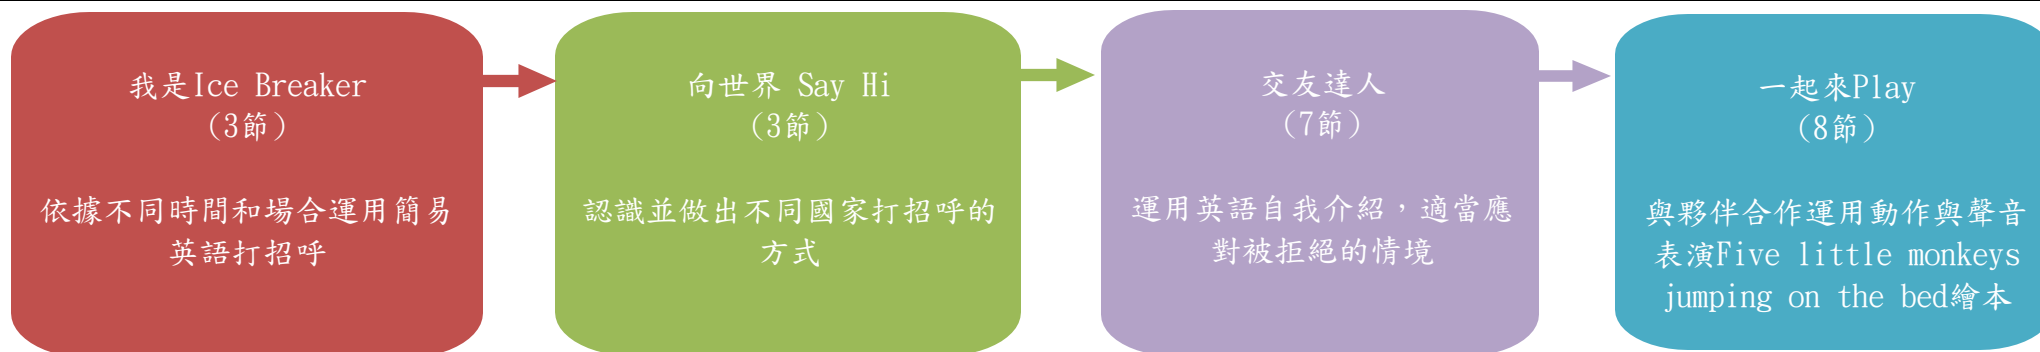 我是Ice Breaker
（3節）
依據不同時間和場合運用簡易
英語打招呼
向世界 Say Hi
（3節）
認識並做出不同國家打招呼的
方式
交友達人
（7節）
運用英語自我介紹，適當應
對被拒絕的情境
一起來Play
（8節）
與夥伴合作運用動作與聲音
表演Five little monkeys
jumping on the bed繪本